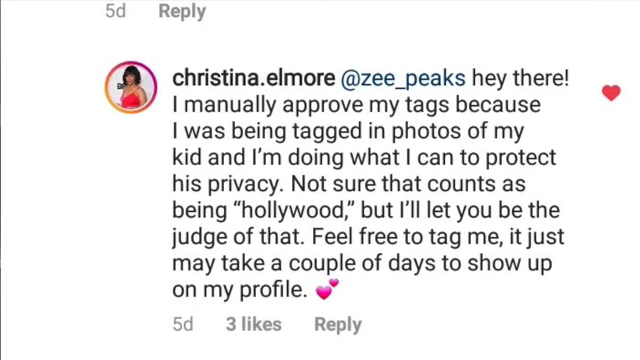 5d Reply
christina.elmore @zee_peaks hey there!
I manually approve my tags because
I was being tagged in photos of my
kid and I'm doing what I can to protect
his privacy. Not sure that counts as
being “hollywood,” but I'll let you be the
judge of that. Feel free to tag me, it just
may take a couple of days to show up
on my profile. 💕
5d 3 likes Reply